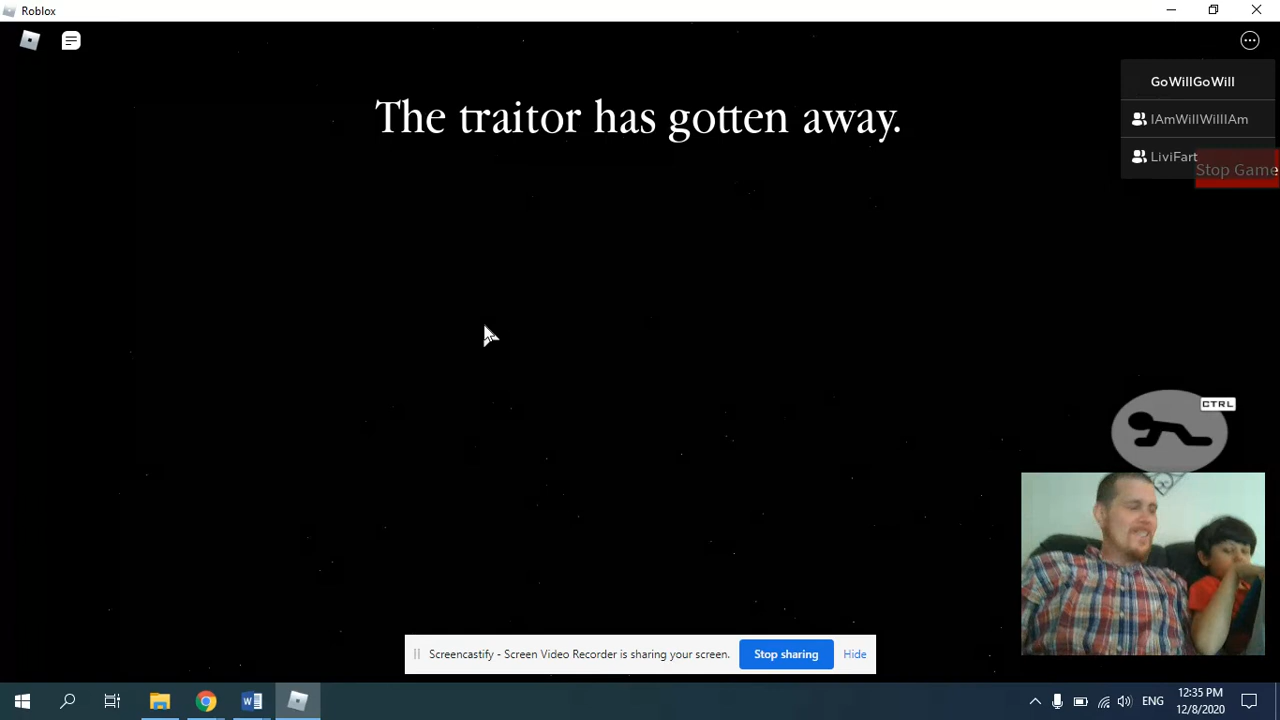 Roblox
The traitor has gotten away.
GoWillGoWill
IAmWillWillIAm
LiviFart
Stop Game
CTRL
Screencastify - Screen Video Recorder is sharing your screen.
Stop sharing
Hide
ENG
12:35 PM
12/8/2020